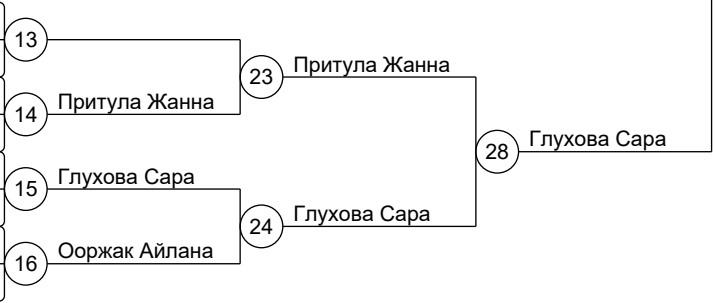 13
23 Притула Жанна
14 Притула Жанна
28 Глухова Сара
15 Глухова Сара
24 Глухова Сара
16 Ооржак Айлана